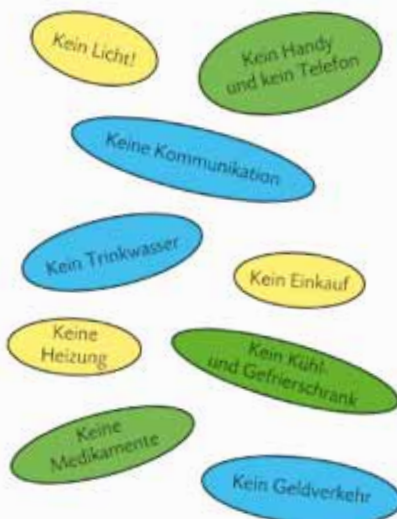 Kein Licht!
Kein Handy
und kein Telefon
Keine Kommunikation
Kein Trinkwasser
Kein Einkauf
Keine
Heizung
Kein Kühl-
und Gefrierschrank
Keine
Medikamente
Kein Geldverkehr